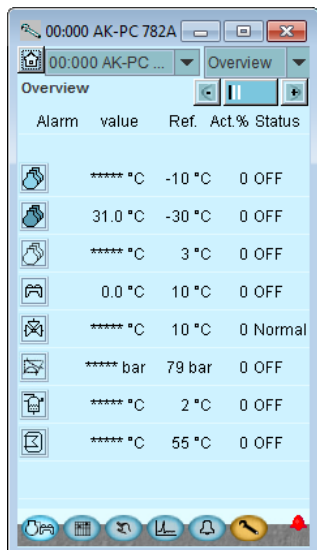 00:000 AK-PC 782A
00:000 AK-PC ... Overview
Overview
Alarm value Ref. Act.% Status
***** °C -10 °C 0 OFF
31.0 °C -30 °C 0 OFF
***** °C 3 °C 0 OFF
0.0 °C 10 °C 0 OFF
***** °C 10 °C 0 Normal
***** bar 79 bar 0 OFF
***** °C 2 °C 0 OFF
***** °C 55 °C 0 OFF